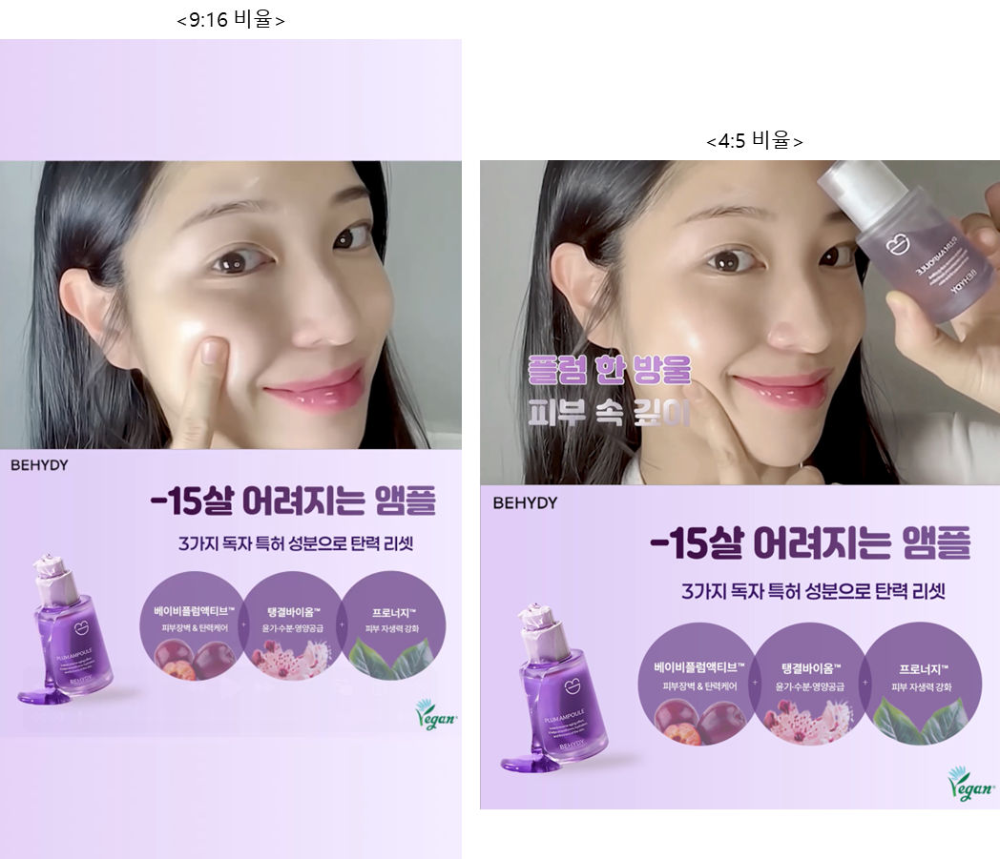 <9:16 비율>
BEHYDY
-15살 어려지는 앰플
3가지 독자 특허 성분으로 탄력 리셋
베이비플럼액티브™
피부장벽 & 탄력케어
+
탱결바이옴™
윤기·수분·영양공급
+
프로너지™
피부 자생력 강화
PLUM AMPOULE
BEHYDY
Vegan
<4:5 비율>
PLUM AMPOULE
BEHYDY
플럼 한 방울
피부 속 깊이
BEHYDY
-15살 어려지는 앰플
3가지 독자 특허 성분으로 탄력 리셋
베이비플럼액티브™
피부장벽 & 탄력케어
+
탱결바이옴™
윤기·수분·영양공급
+
프로너지™
피부 자생력 강화
PLUM AMPOULE
BEHYDY
Vegan